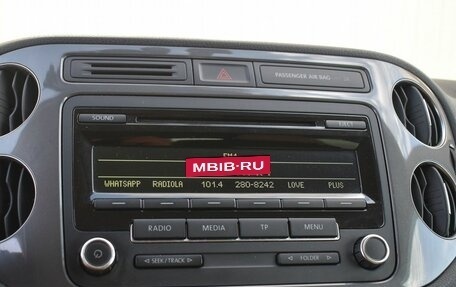 PASSENGER AIR BAG
SOUND
EJECT
MBIB-RU
WHATSAPP RADIOLA 101.4 280-8242 LOVE PLUS
RADIO MEDIA TP MENU
SEEK/TRACK
FOLDER